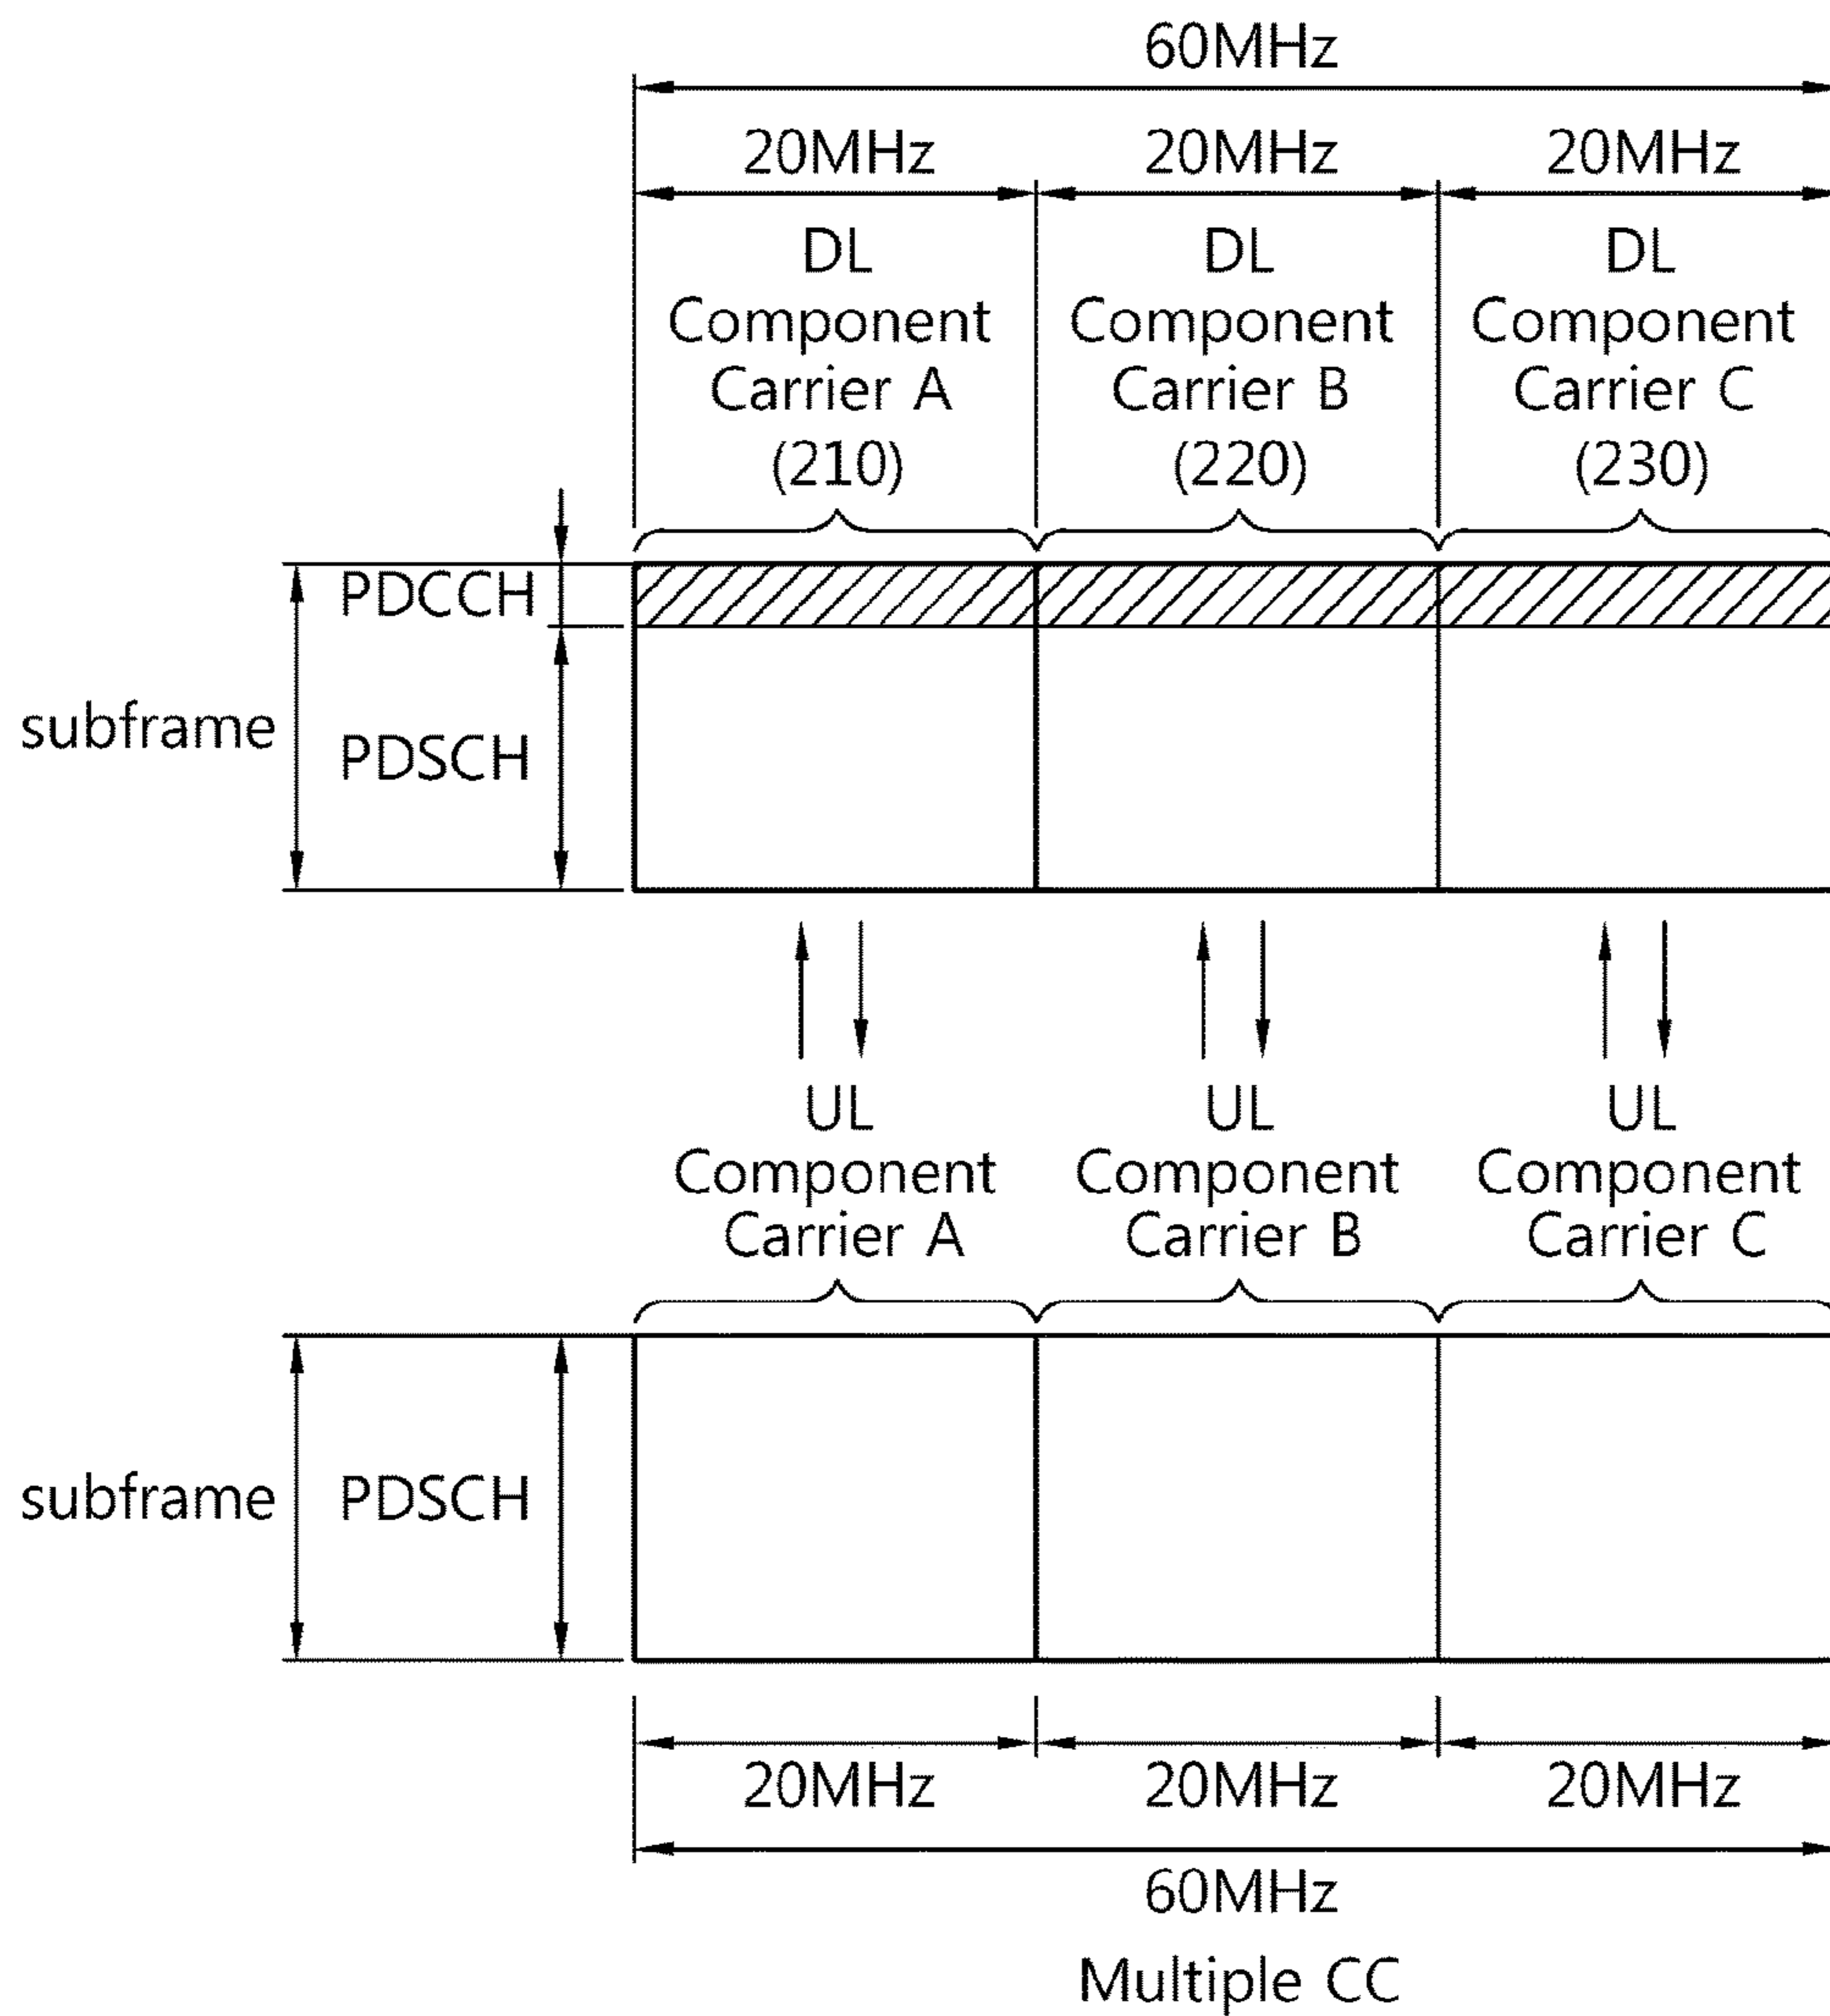 60MHz
20MHz 20MHz 20MHz
DL DL DL
Component Component Component
Carrier A Carrier B Carrier C
(210) (220) (230)
PDCCH
subframe
PDSCH
UL UL UL
Component Component Component
Carrier A Carrier B Carrier C
subframe PDSCH
20MHz 20MHz 20MHz
60MHz
Multiple CC